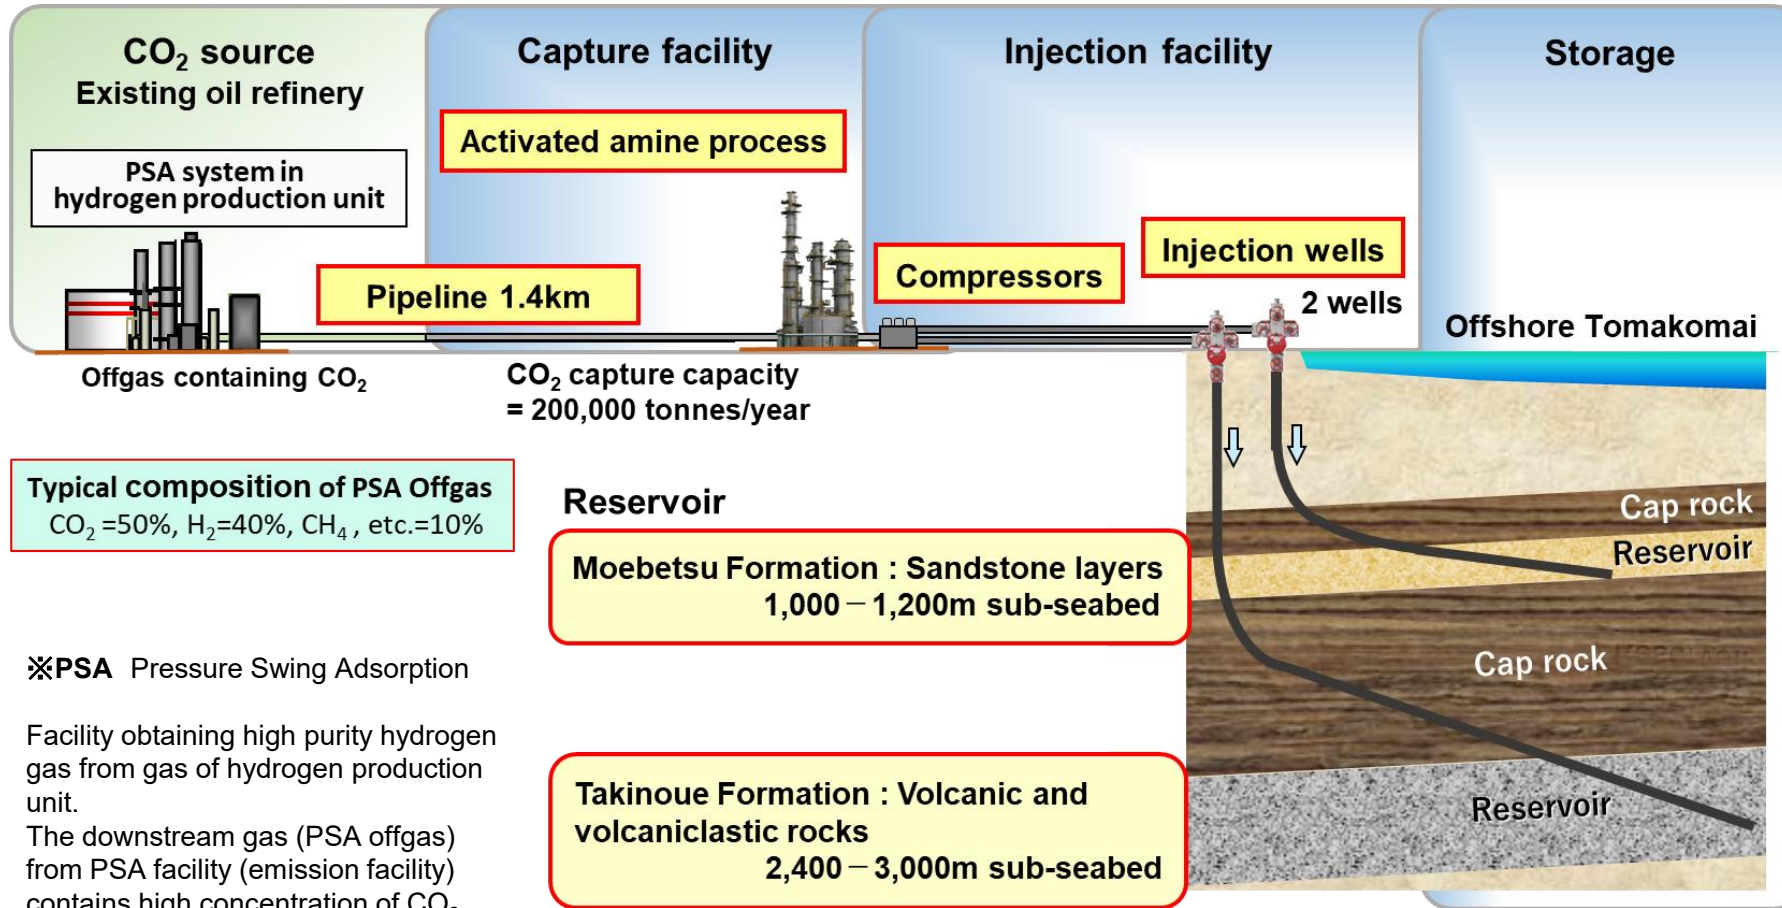 CO₂ source
Existing oil refinery
PSA system in
hydrogen production unit
Pipeline 1.4km
Offgas containing CO₂
Capture facility
Activated amine process
CO₂ capture capacity
= 200,000 tonnes/year
Injection facility
Compressors
Injection wells
2 wells
Storage
Offshore Tomakomai
Typical composition of PSA Offgas
CO₂ =50%, H₂=40%, CH₄ , etc.=10%
※PSA Pressure Swing Adsorption
Facility obtaining high purity hydrogen
gas from gas of hydrogen production
unit.
The downstream gas (PSA offgas)
from PSA facility (emission facility)
contains high concentration of CO₂
Reservoir
Moebetsu Formation : Sandstone layers
1,000－1,200m sub-seabed
Takinoue Formation : Volcanic and
volcaniclastic rocks
2,400－3,000m sub-seabed
Cap rock
Reservoir
Cap rock
Reservoir